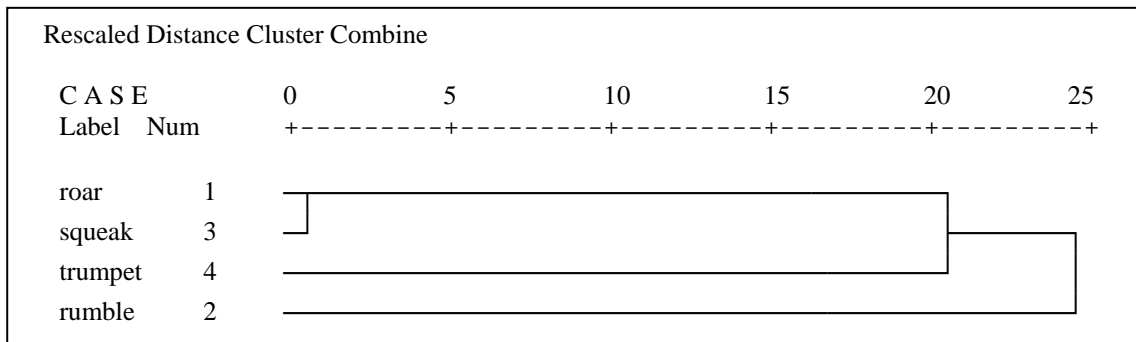 Rescaled Distance Cluster Combine
C A S E 0 5 10 15 20 25
Label Num +---------+---------+---------+---------+---------+
roar 1
squeak 3
trumpet 4
rumble 2